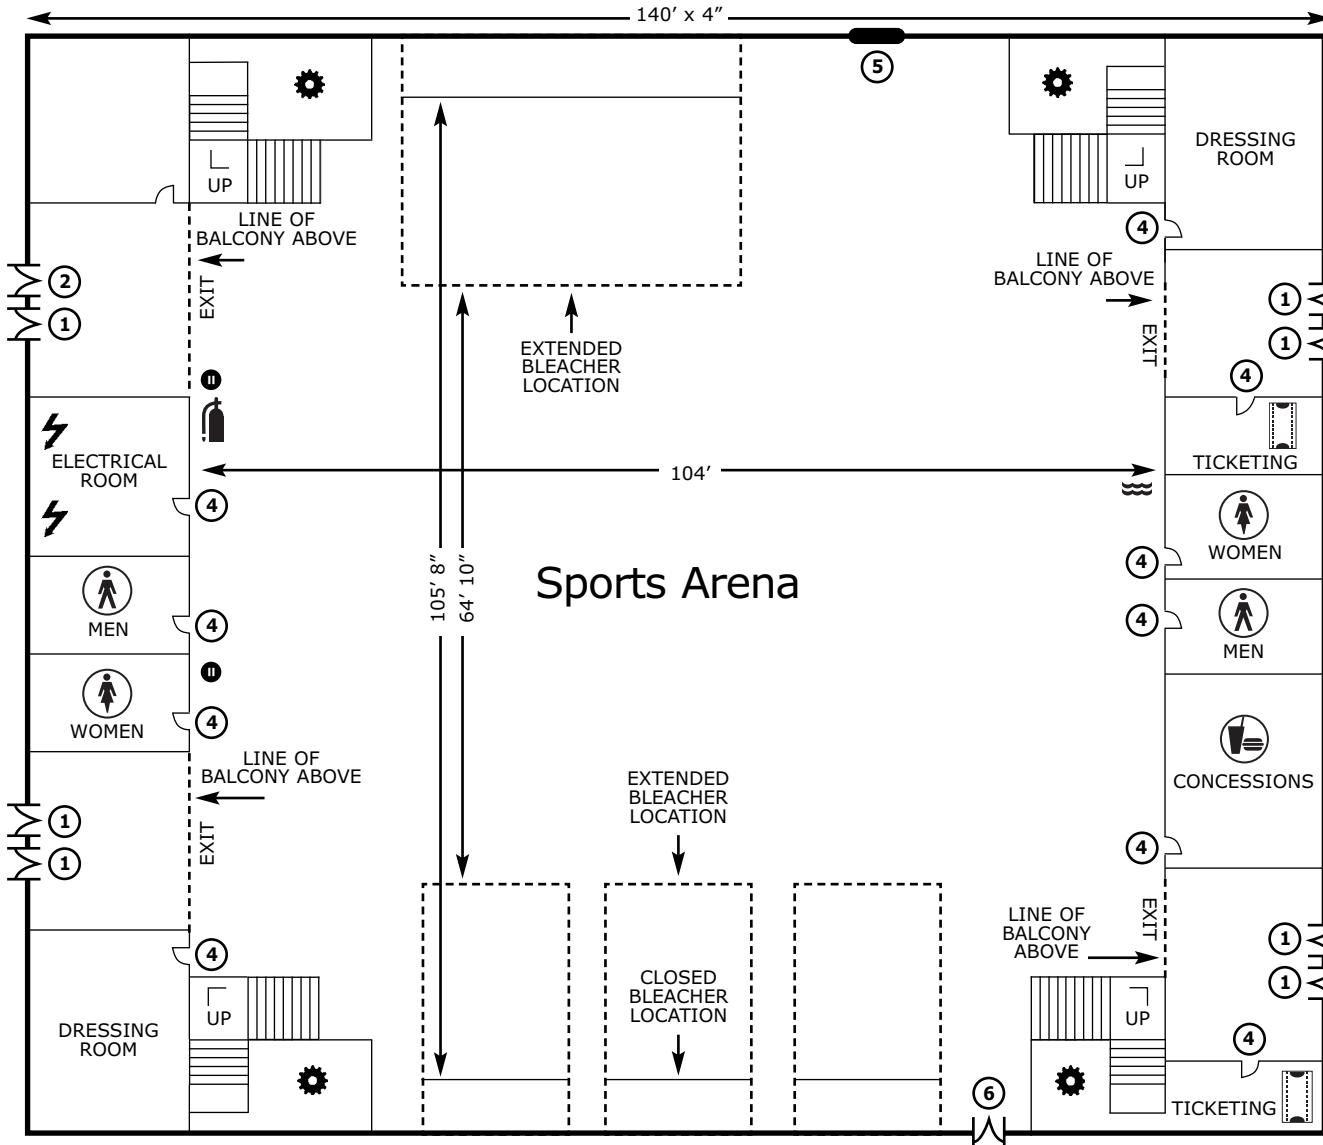 140’ x 4”
5
DRESSING
ROOM
UP
UP
LINE OF
BALCONY ABOVE
4
LINE OF
BALCONY ABOVE
2
EXIT
1
1
EXIT
1
EXTENDED
BLEACHER
LOCATION
4
II
ELECTRICAL
ROOM
104’
TICKETING
4
WOMEN
4
105’ 8”
64’ 10”
Sports Arena
MEN
4
4
MEN
II
WOMEN
4
LINE OF
BALCONY ABOVE
EXTENDED
BLEACHER
LOCATION
CONCESSIONS
1
EXIT
1
4
LINE OF
BALCONY
ABOVE
EXIT
1
4
1
CLOSED
BLEACHER
LOCATION
UP
UP
DRESSING
ROOM
4
6
TICKETING